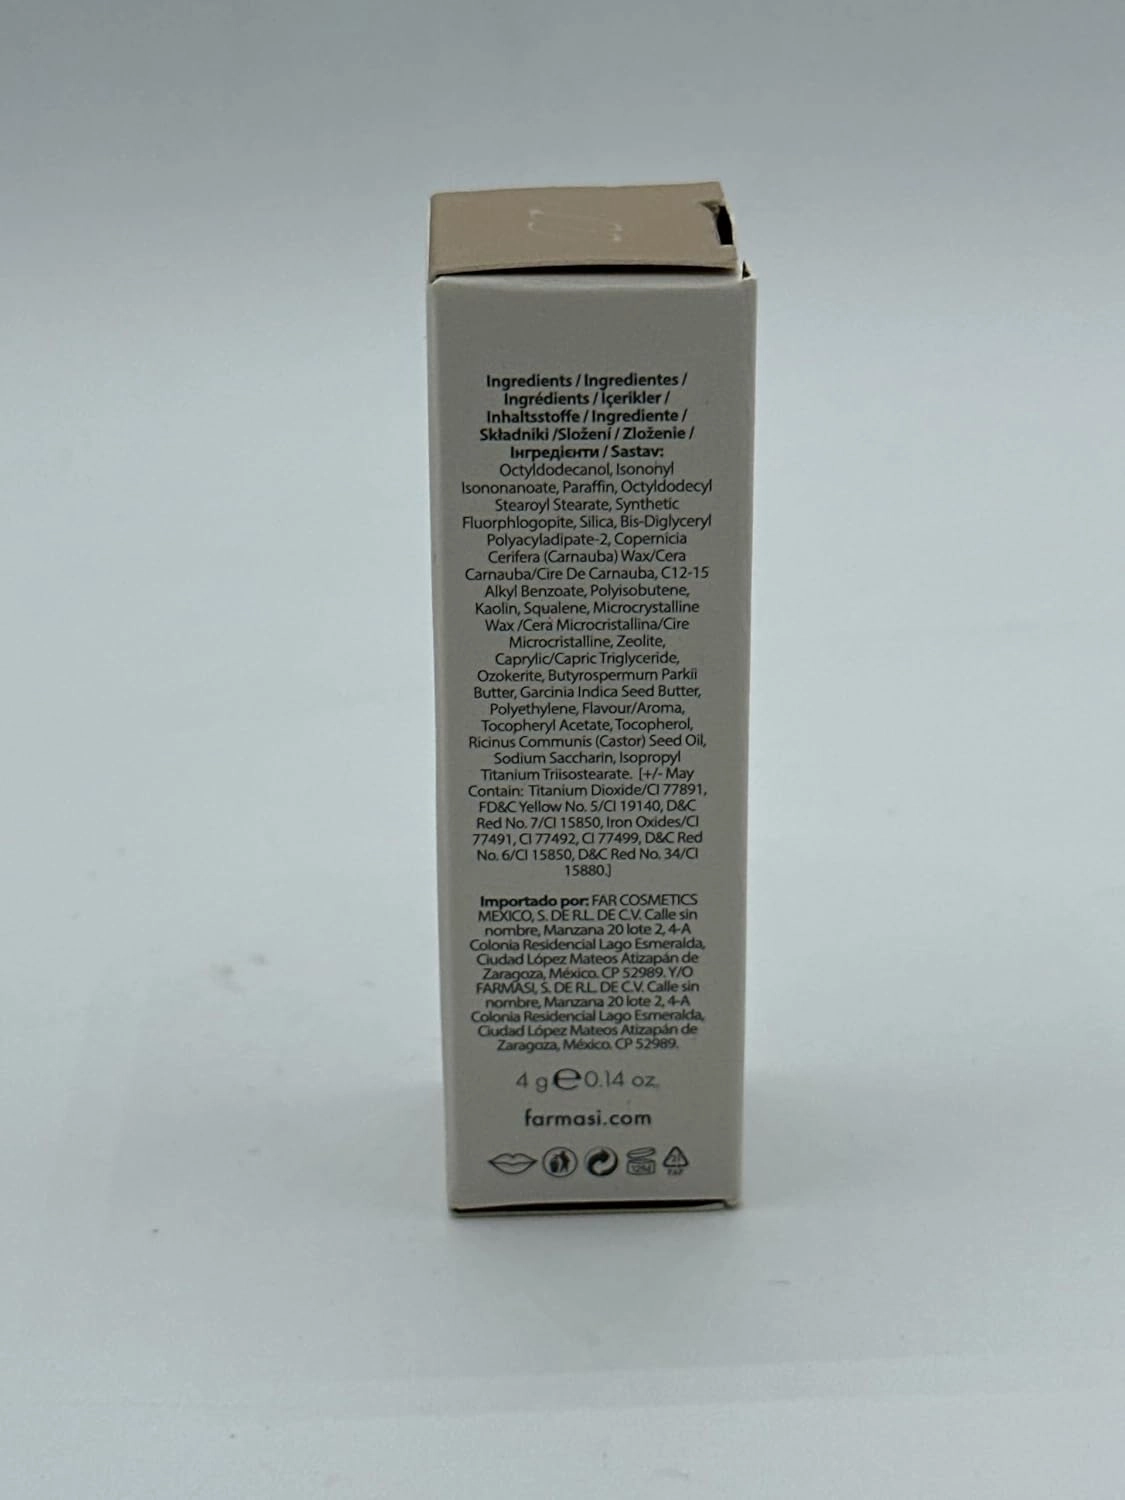 Ingredients / Ingredientes /
Ingrédients / İçerikler /
Inhaltsstoffe / Ingrediente /
Składniki /Složení / Zloženie /
Інгредієнти / Sastav:
Octyldodecanol, Isononyl
Isononanoate, Paraffin, Octyldodecyl
Stearoyl Stearate, Synthetic
Fluorphlogopite, Silica, Bis-Diglyceryl
Polyacyladipate-2, Copernicia
Cerifera (Carnauba) Wax/Cera
Carnauba/Cire De Carnauba, C12-15
Alkyl Benzoate, Polyisobutene,
Kaolin, Squalene, Microcrystalline
Wax /Cera Microcristallina/Cire
Microcristalline, Zeolite,
Caprylic/Capric Triglyceride,
Ozokerite, Butyrospermum Parkii
Butter, Garcinia Indica Seed Butter,
Polyethylene, Flavour/Aroma,
Tocopheryl Acetate, Tocopherol,
Ricinus Communis (Castor) Seed Oil,
Sodium Saccharin, Isopropyl
Titanium Triisostearate. [+/- May
Contain: Titanium Dioxide/CI 77891,
FD&C Yellow No. 5/CI 19140, D&C
Red No. 7/CI 15850, Iron Oxides/CI
77491, CI 77492, CI 77499, D&C Red
No. 6/CI 15850, D&C Red No. 34/CI
15880.]
Importado por: FAR COSMETICS
MEXICO, S. DE R.L. DE C.V. Calle sin
nombre, Manzana 20 lote 2, 4-A
Colonia Residencial Lago Esmeralda,
Ciudad López Mateos Atizapán de
Zaragoza, México. CP 52989. Y/O
FARMASİ, S. DE R.L. DE C.V. Calle sin
nombre, Manzana 20 lote 2, 4-A
Colonia Residencial Lago Esmeralda,
Ciudad López Mateos Atizapán de
Zaragoza, México. CP 52989.
4 g ℮ 0.14 oz.
farmasi.com
21
PAP